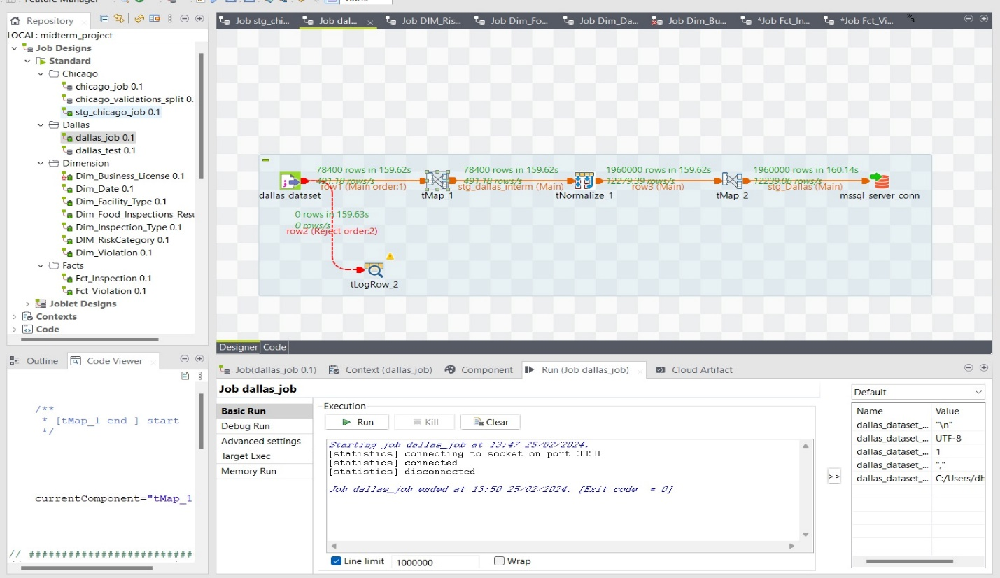 Feature Manager
100%
Repository
LOCAL: midterm_project
Job Designs
Standard
Chicago
chicago_job 0.1
chicago_validations_split 0.
stg_chicago_job 0.1
Dallas
dallas_job 0.1
dallas_test 0.1
Dimension
Dim_Business_License 0.1
Dim_Date 0.1
Dim_Facility_Type 0.1
Dim_Food_Inspections_Resu
Dim_Inspection_Type 0.1
DIM_RiskCategory 0.1
Dim_Violation 0.1
Facts
Fct_Inspection 0.1
Fct_Violation 0.1
Joblet Designs
Contexts
Code
Job stg_chi...
Job dal...
Job DIM_Ris...
Job Dim_Fo...
Job Dim_Da...
Job Dim_Bu...
*Job Fct_In...
*Job Fct_Vi...
3
78400 rows in 159.62s
491.18 rows/s
row1 (Main order:1)
78400 rows in 159.62s
491.18 rows/s
stg_dallas_interm (Main)
1960000 rows in 159.62s
12279.39 rows/s
row3 (Main)
1960000 rows in 160.14s
12239.06 rows/s
stg_Dallas (Main)
dallas_dataset
tMap_1
tNormalize_1
tMap_2
mssql_server_conn
0 rows in 159.63s
0 rows/s
row2 (Reject order:2)
tLogRow_2
Designer
Code
Outline
Code Viewer
/**
* [tMap_1 end ] start
*/
currentComponent="tMap_1
// #########################
Job(dallas_job 0.1)
Context (dallas_job)
Component
Run (Job dallas_job)
Cloud Artifact
Job dallas_job
Basic Run
Debug Run
Advanced settings
Target Exec
Memory Run
Execution
Run
Kill
Clear
Starting job dallas_job at 13:47 25/02/2024.
[statistics] connecting to socket on port 3358
[statistics] connected
[statistics] disconnected
Job dallas_job ended at 13:50 25/02/2024. [Exit code  = 0]
Line limit
1000000
Wrap
>>
Default
Name Value
dallas_dataset_... "\n"
dallas_dataset_... UTF-8
dallas_dataset_... 1
dallas_dataset_... ","
dallas_dataset_... C:/Users/dh